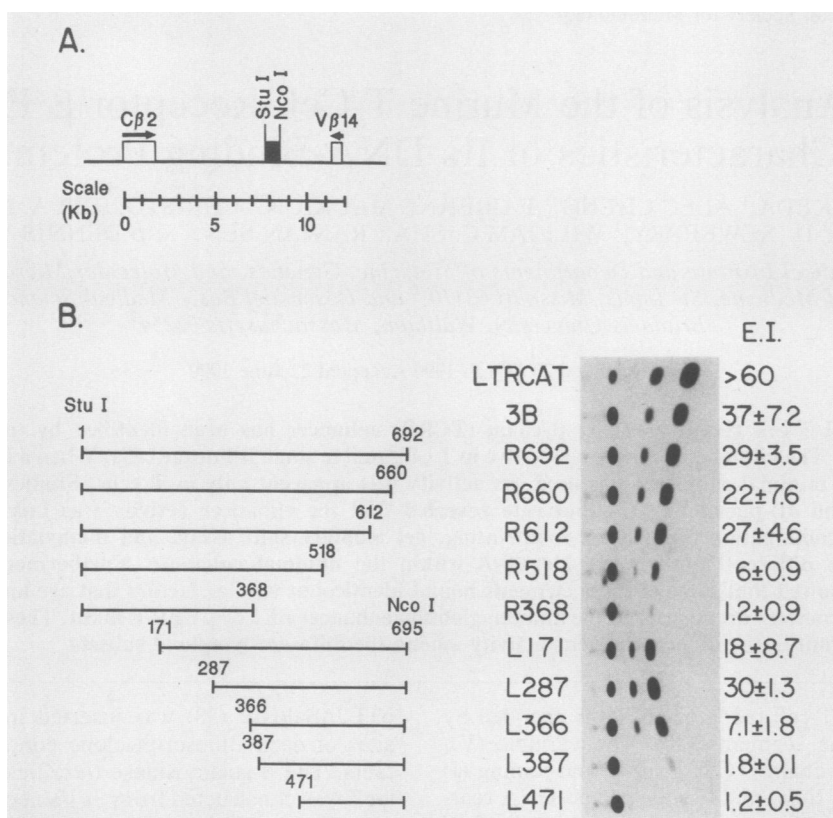 A.
Cβ2
Stu I
Nco I
Vβ14
Scale
(Kb)
0 5 10
B.
E.I.
LTRCAT >60
3B 37±7.2
Stu I
1 692 R692 29±3.5
660 R660 22±7.6
612 R612 27±4.6
518 R518 6±0.9
368 R368 1.2±0.9
171 Nco I 695 L171 18±8.7
287 L287 30±1.3
366 L366 7.1±1.8
387 L387 1.8±0.1
471 L471 1.2±0.5